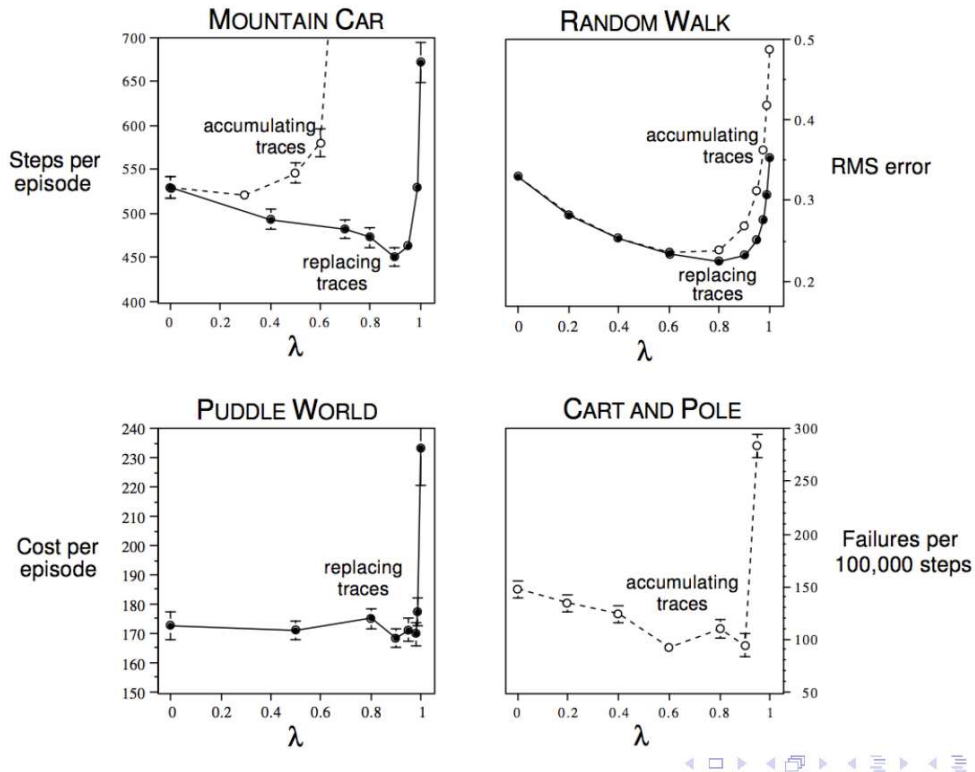 MOUNTAIN CAR
700
650
600
550
500
450
400
Steps per
episode
accumulating
traces
replacing
traces
0
0.2
0.4
0.6
0.8
1
λ
RANDOM WALK
0.5
0.4
0.3
0.2
RMS error
accumulating
traces
replacing
traces
0
0.2
0.4
0.6
0.8
1
λ
PUDDLE WORLD
240
230
220
210
200
190
180
170
160
150
Cost per
episode
replacing
traces
0
0.2
0.4
0.6
0.8
1
λ
CART AND POLE
300
250
200
150
100
50
Failures per
100,000 steps
accumulating
traces
0
0.2
0.4
0.6
0.8
1
λ